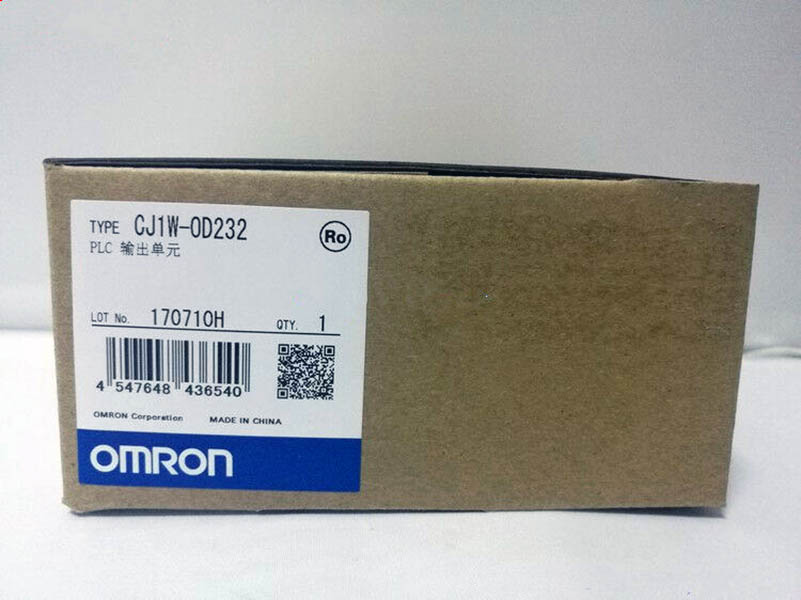 TYPE CJ1W-OD232
Ro
PLC 输出单元
LOT No. 170710H QTY. 1
4 547648 436540
OMRON Corporation MADE IN CHINA
OMRON